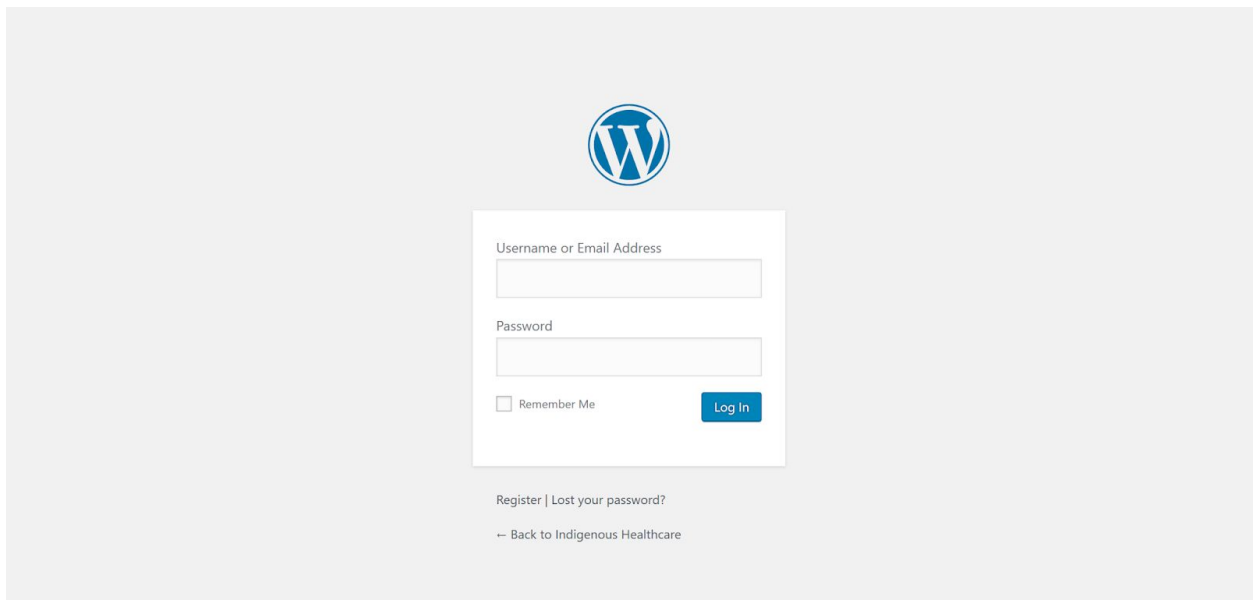 Username or Email Address
Password
Remember Me
Log In
Register | Lost your password?
← Back to Indigenous Healthcare